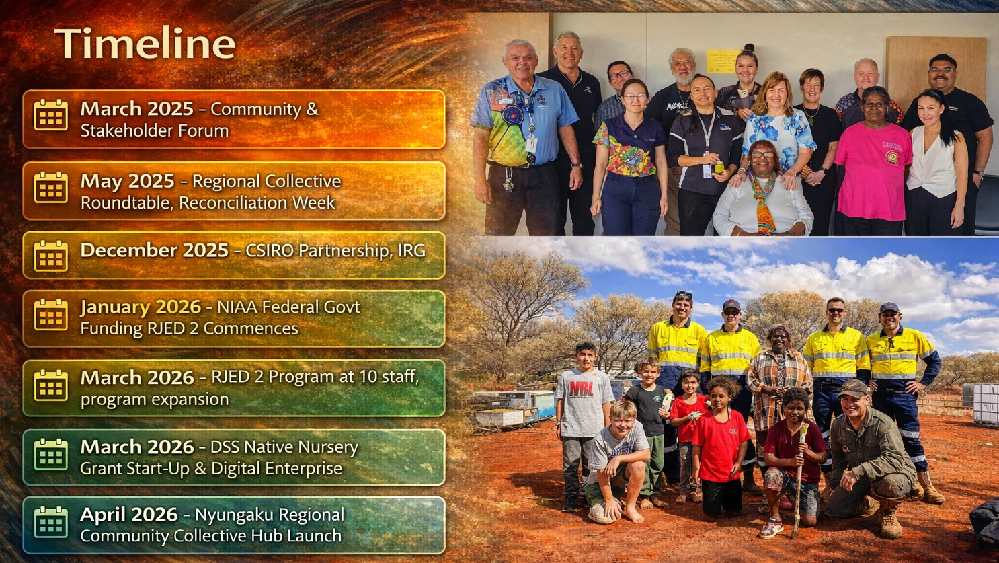 Timeline
March 2025 – Community &
Stakeholder Forum
May 2025 – Regional Collective
Roundtable, Reconciliation Week
December 2025 – CSIRO Partnership, IRG
January 2026 – NIAA Federal Govt
Funding RJED 2 Commences
March 2026 – RJED 2 Program at 10 staff,
program expansion
March 2026 – DSS Native Nursery
Grant Start-Up & Digital Enterprise
April 2026 – Nyungaku Regional
Community Collective Hub Launch
NRL